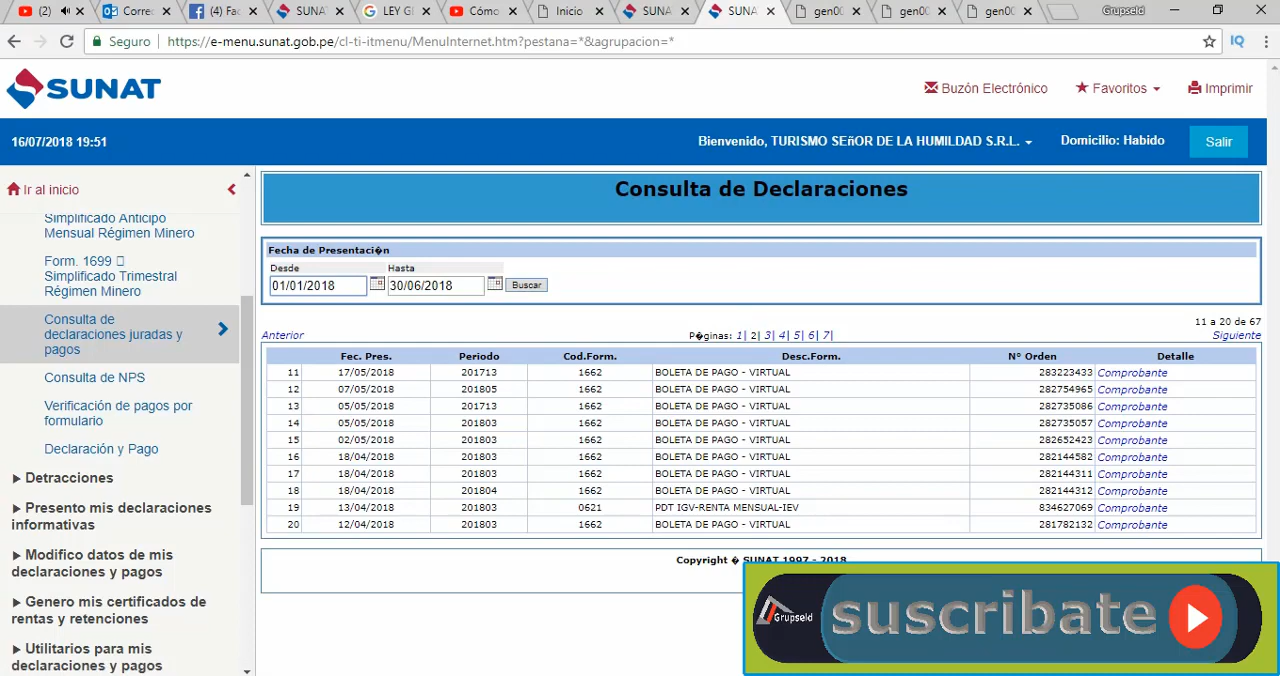 (2)
Correo
(4) Fac
SUNAT
LEY GE
Cómo
Inicio
SUNA
SUNA
gen00
gen00
gen00
Grupseld
Seguro
https://e-menu.sunat.gob.pe/cl-ti-itmenu/MenuInternet.htm?pestana=*&agrupacion=*
IQ
SUNAT
Buzón Electrónico
Favoritos
Imprimir
16/07/2018 19:51
Bienvenido, TURISMO SEñOR DE LA HUMILDAD S.R.L.
Domicilio: Habido
Salir
Ir al inicio
Simplificado Anticipo
Mensual Régimen Minero
Form. 1699
Simplificado Trimestral
Régimen Minero
Consulta de
declaraciones juradas y
pagos
Consulta de NPS
Verificación de pagos por
formulario
Declaración y Pago
Detracciones
Presento mis declaraciones
informativas
Modifico datos de mis
declaraciones y pagos
Genero mis certificados de
rentas y retenciones
Utilitarios para mis
declaraciones y pagos
Consulta de Declaraciones
Fecha de Presentaci�n
Desde Hasta
01/01/2018 30/06/2018 Buscar
11 a 20 de 67
Anterior P�ginas: 1| 2| 3| 4| 5| 6| 7| Siguiente
Fec. Pres. Periodo Cod.Form. Desc.Form. N° Orden Detalle
11 17/05/2018 201713 1662 BOLETA DE PAGO - VIRTUAL 283223433 Comprobante
12 07/05/2018 201805 1662 BOLETA DE PAGO - VIRTUAL 282754965 Comprobante
13 05/05/2018 201713 1662 BOLETA DE PAGO - VIRTUAL 282735086 Comprobante
14 05/05/2018 201803 1662 BOLETA DE PAGO - VIRTUAL 282735057 Comprobante
15 02/05/2018 201803 1662 BOLETA DE PAGO - VIRTUAL 282652423 Comprobante
16 18/04/2018 201803 1662 BOLETA DE PAGO - VIRTUAL 282144582 Comprobante
17 18/04/2018 201803 1662 BOLETA DE PAGO - VIRTUAL 282144311 Comprobante
18 18/04/2018 201804 1662 BOLETA DE PAGO - VIRTUAL 282144312 Comprobante
19 13/04/2018 201803 0621 PDT IGV-RENTA MENSUAL-IEV 834627069 Comprobante
20 12/04/2018 201803 1662 BOLETA DE PAGO - VIRTUAL 281782132 Comprobante
Copyright � SUNAT 1997 - 2018
Grupseld
suscribate